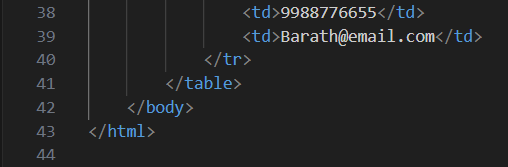 38 <td>9988776655</td>
39 <td>Barath@email.com</td>
40 </tr>
41 </table>
42 </body>
43 </html>
44